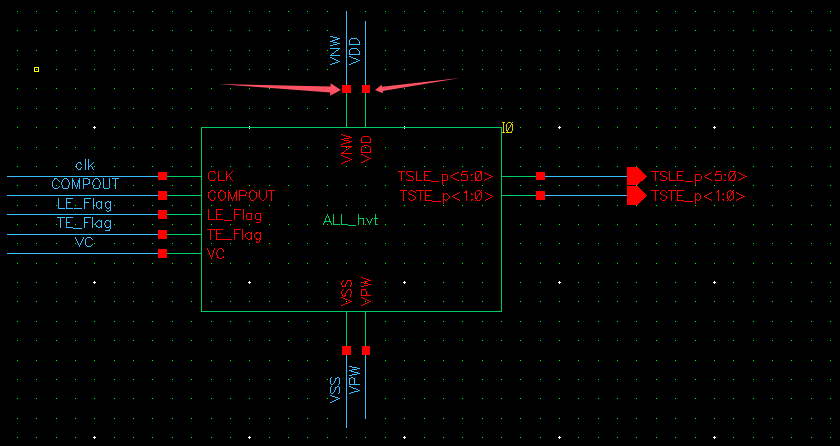 VNW
VDD
I0
VNW
VDD
clk
CLK
TSLE_p<5:0>
TSLE_p<5:0>
COMPOUT
COMPOUT
TSTE_p<1:0>
TSTE_p<1:0>
LE_Flag
LE_Flag
ALL_hvt
TE_Flag
TE_Flag
VC
VC
VSS
VPW
VSS
VPW